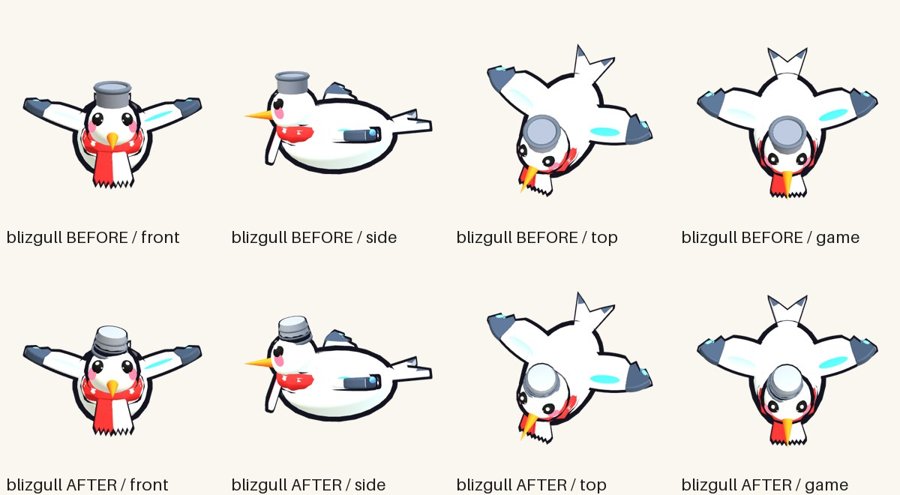 blizgull BEFORE / front
blizgull BEFORE / side
blizgull BEFORE / top
blizgull BEFORE / game
blizgull AFTER / front
blizgull AFTER / side
blizgull AFTER / top
blizgull AFTER / game